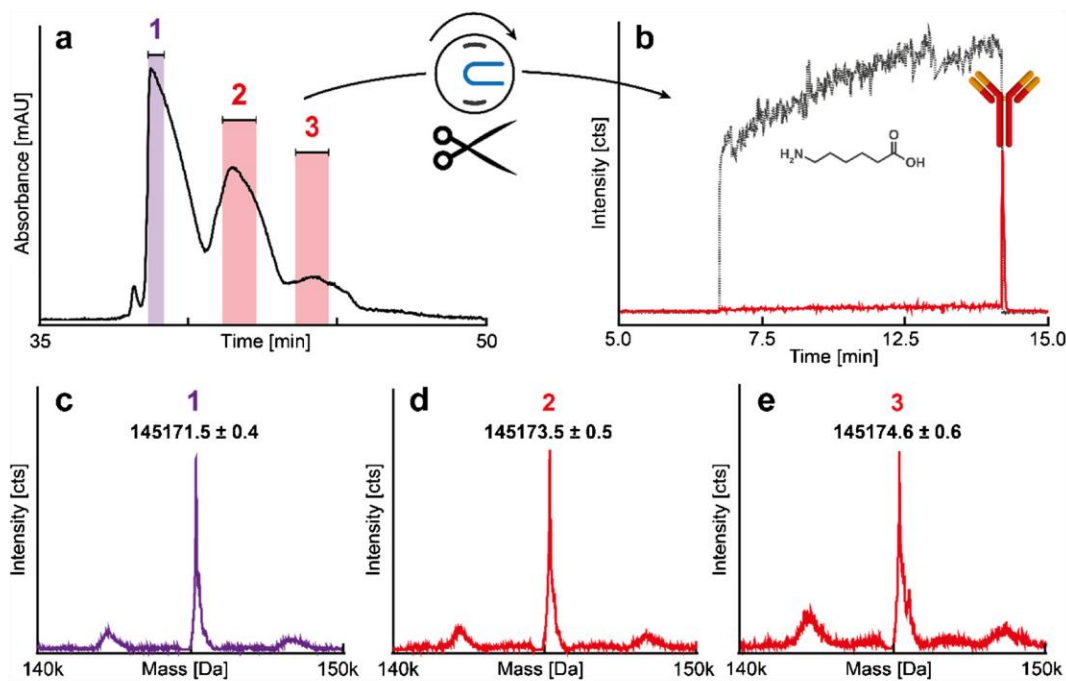 a
1
2
3
Absorbance [mAU]
35
Time [min]
50
b
Intensity [cts]
H2N
O
OH
5.0
7.5
12.5
15.0
Time [min]
c
1
145171.5 ± 0.4
Intensity [cts]
140k
Mass [Da]
150k
d
2
145173.5 ± 0.5
Intensity [cts]
140k
Mass [Da]
150k
e
3
145174.6 ± 0.6
Intensity [cts]
140k
Mass [Da]
150k